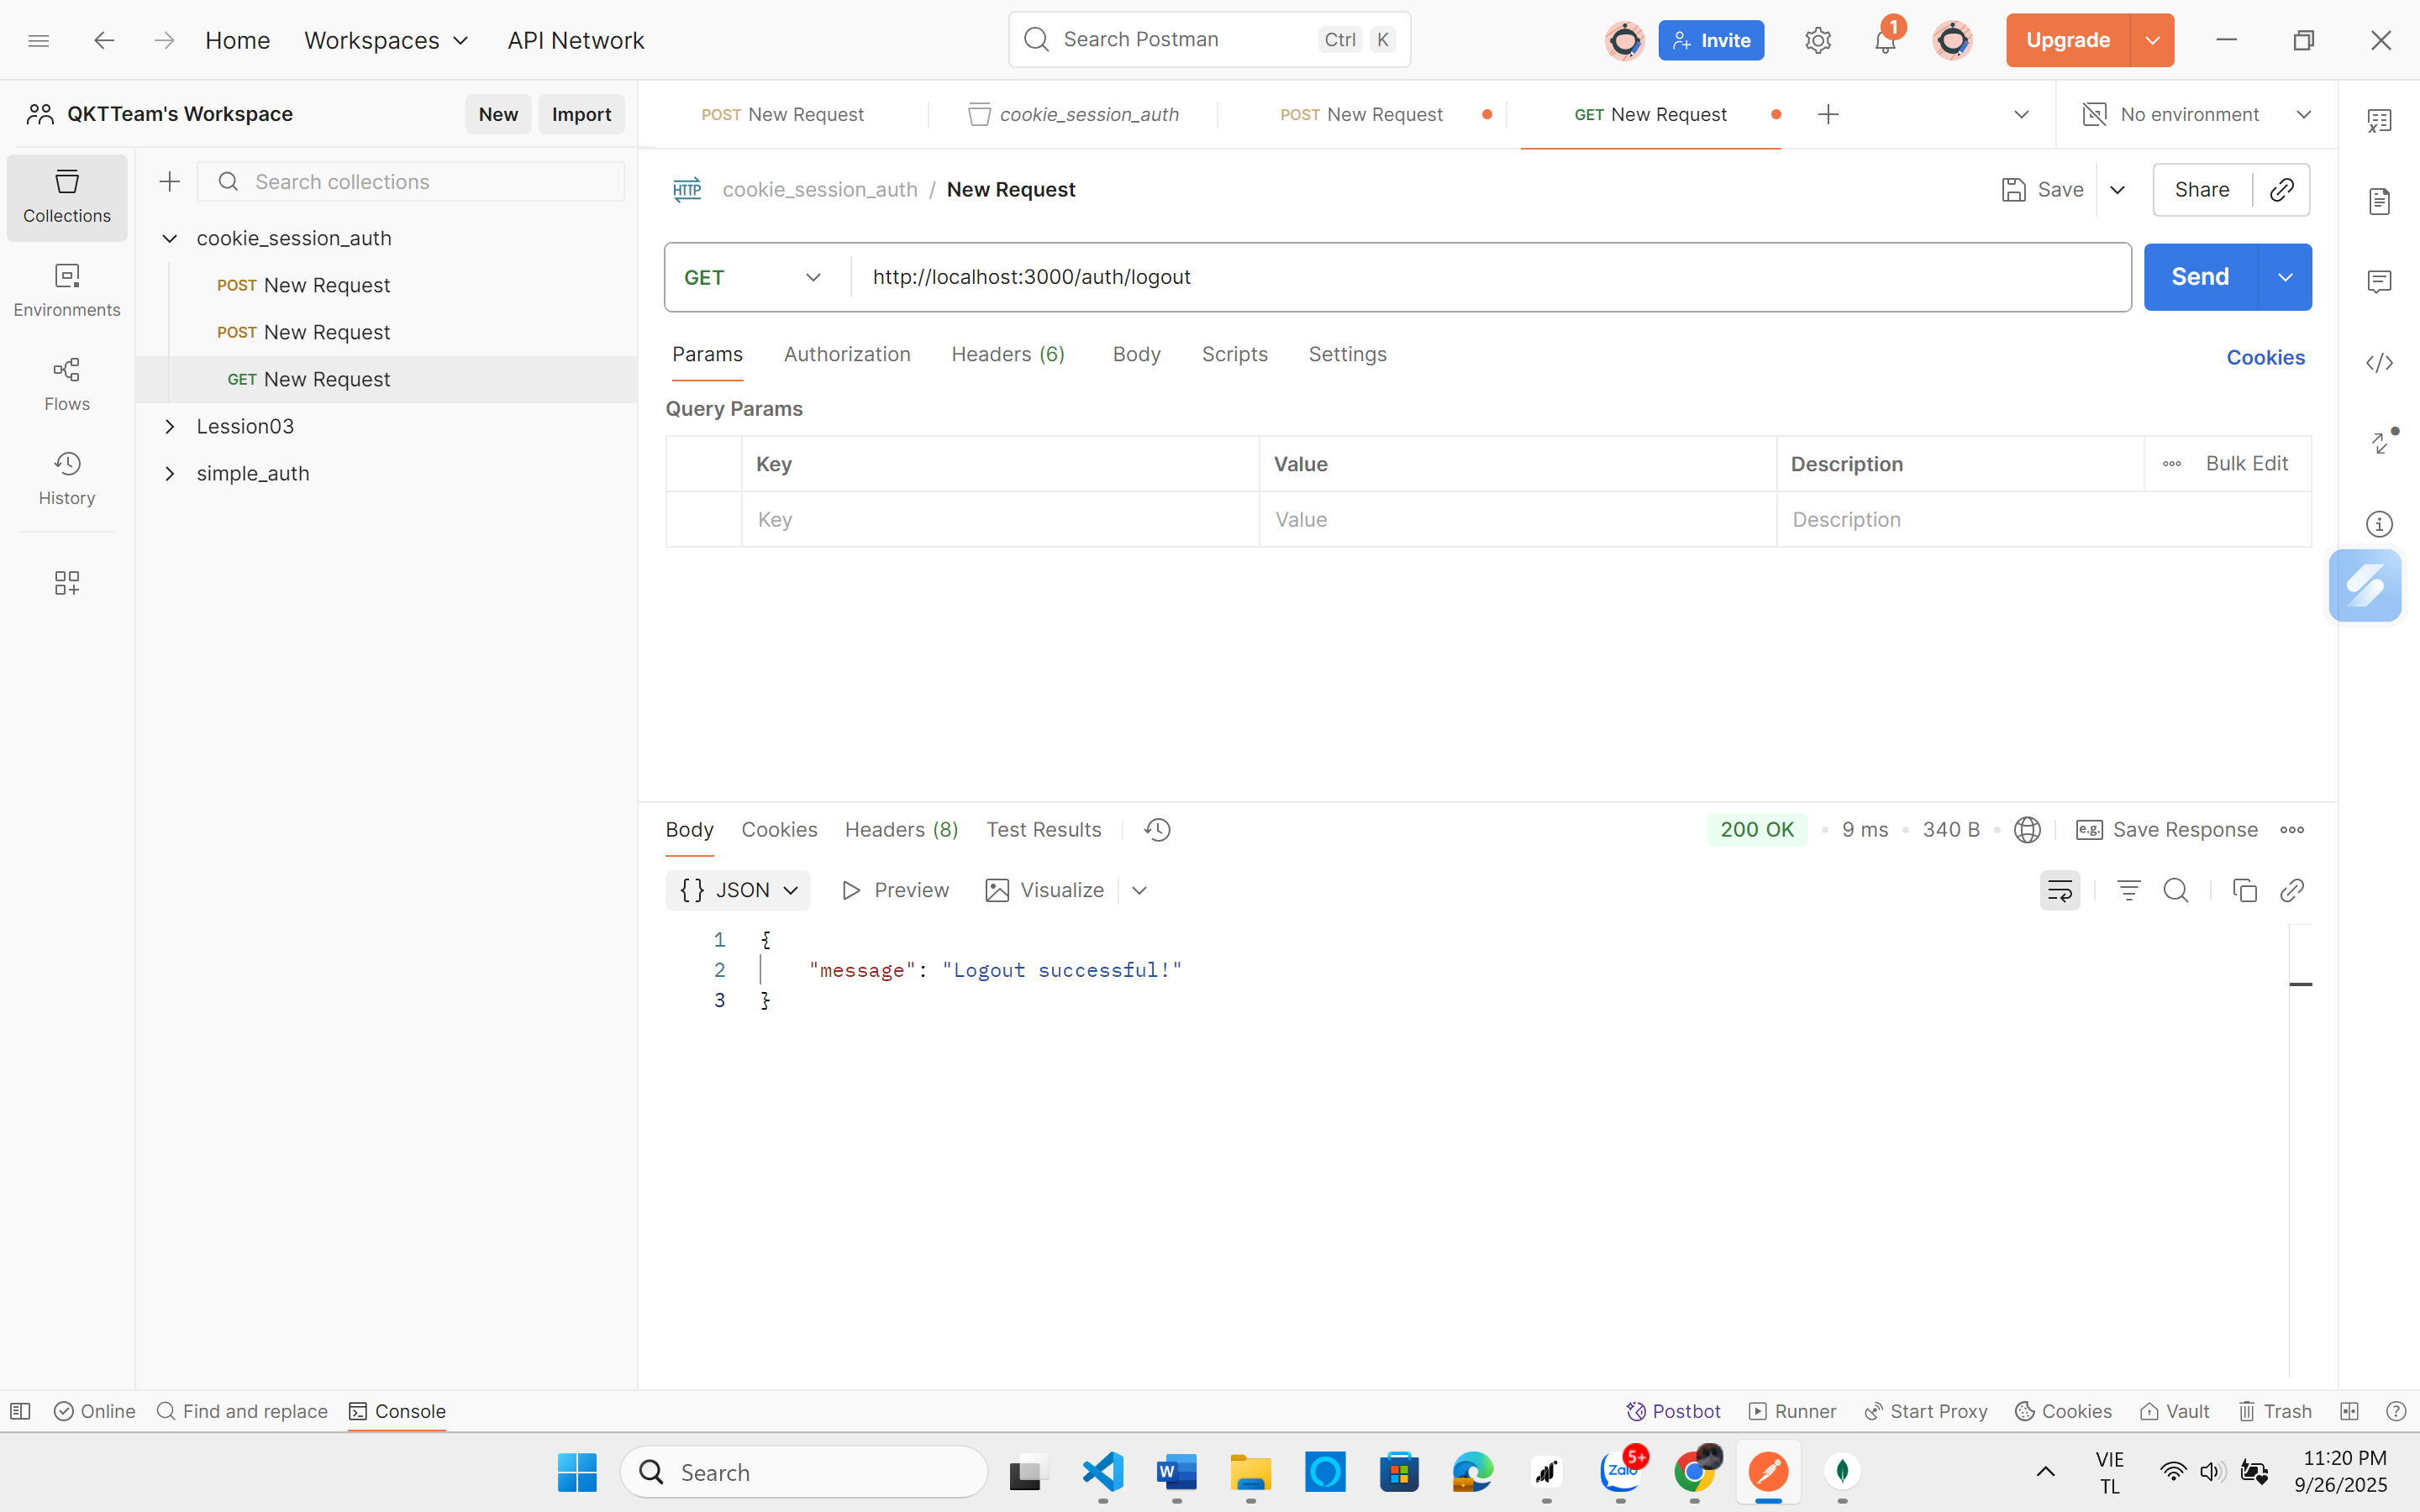 Home Workspaces API Network Search Postman Ctrl K Invite 1 Upgrade
QKTTeam's Workspace New Import POST New Request cookie_session_auth POST New Request GET New Request No environment
Collections
Search collections
HTTP cookie_session_auth / New Request Save Share
cookie_session_auth
POST New Request
Environments
GET http://localhost:3000/auth/logout Send
POST New Request
Params Authorization Headers (6) Body Scripts Settings Cookies
GET New Request
Flows
Query Params
Lession03
Key Value Description Bulk Edit
simple_auth
History
Key Value Description
Body Cookies Headers (8) Test Results 200 OK 9 ms 340 B e.g. Save Response
{} JSON Preview Visualize
1 {
2 "message": "Logout successful!"
3 }
Online Find and replace Console Postbot Runner Start Proxy Cookies Vault Trash
Search W Zalo 5+ VIE 11:20 PM
TL 9/26/2025